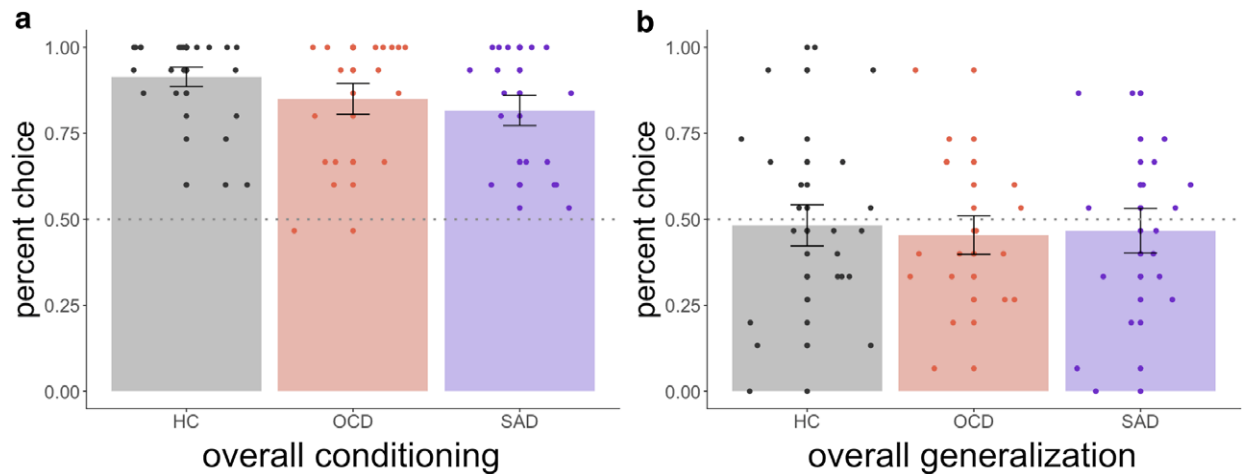 a
1.00
0.75
0.50
0.25
0.00
percent choice
HC OCD SAD
overall conditioning
b
1.00
0.75
0.50
0.25
0.00
percent choice
HC OCD SAD
overall generalization